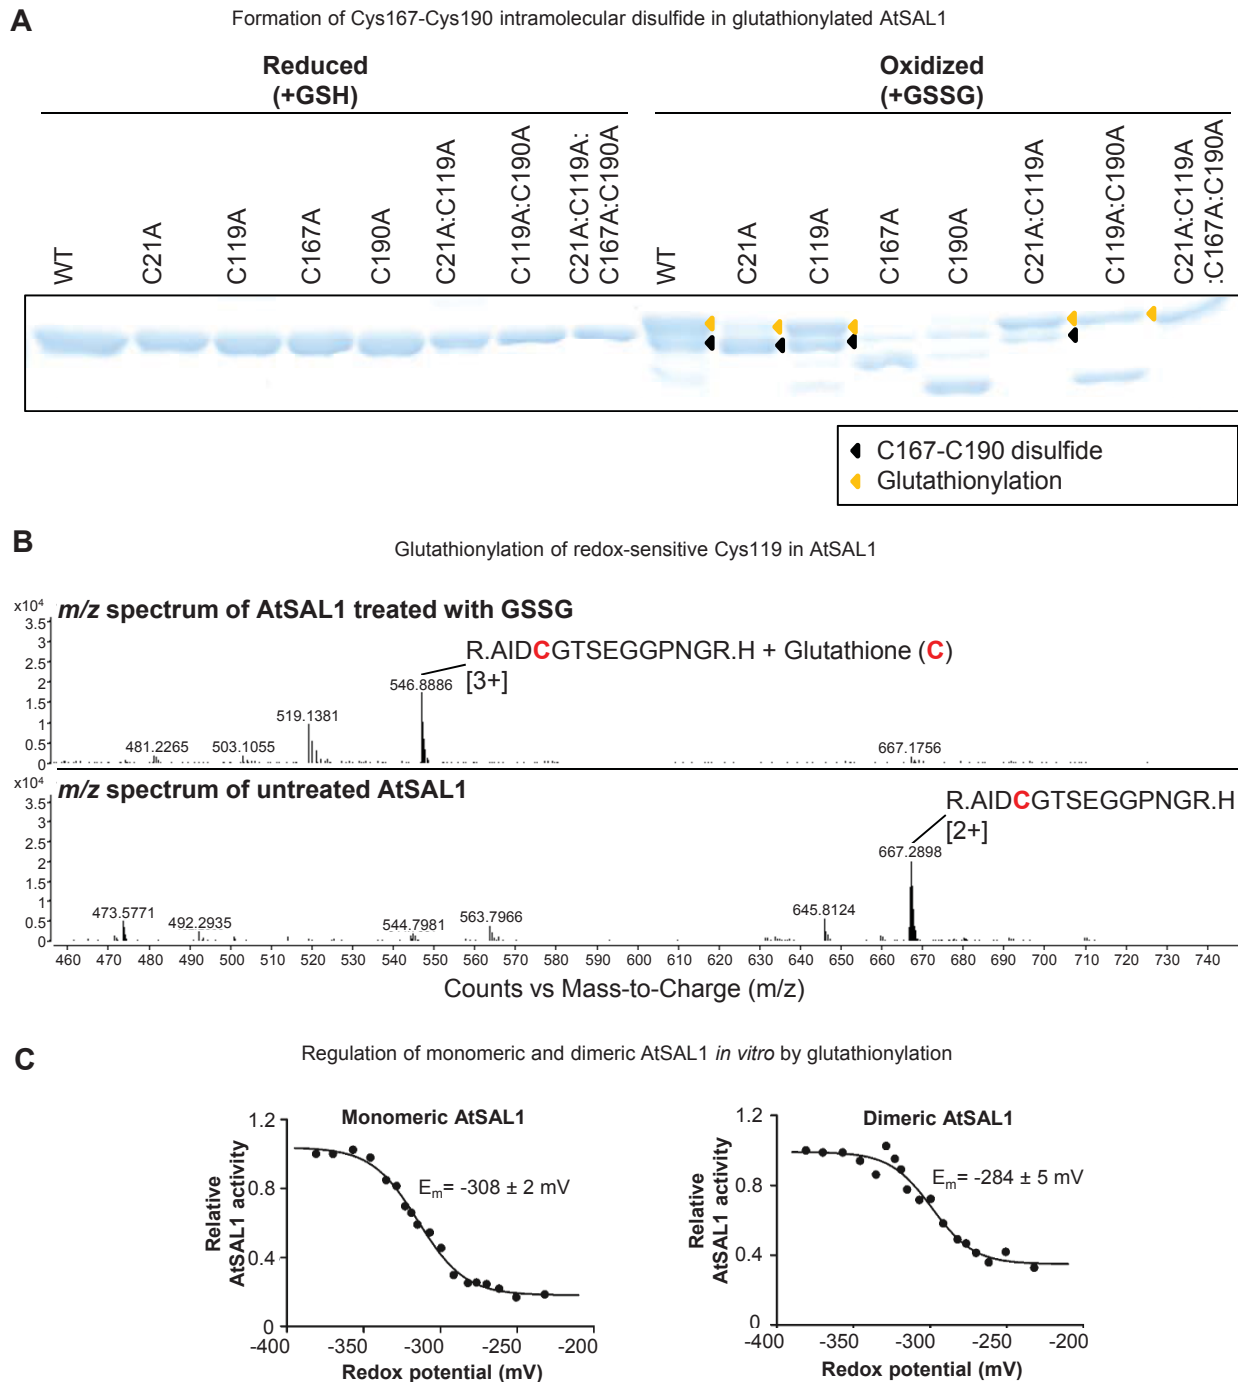 A
Formation of Cys167-Cys190 intramolecular disulfide in glutathionylated AtSAL1
Reduced
(+GSH)
Oxidized
(+GSSG)
WT
C21A
C119A
C167A
C190A
C21A:C119A
C119A:C190A
C21A:C119A:
C167A:C190A
WT
C21A
C119A
C167A
C190A
C21A:C119A
C119A:C190A
C21A:C119A
:C167A:C190A
C167-C190 disulfide
Glutathionylation
B
Glutathionylation of redox-sensitive Cys119 in AtSAL1
x10⁴
m/z spectrum of AtSAL1 treated with GSSG
3.5
3
2.5
2
1.5
1
0.5
0
R.AIDCGTSEGGPNGR.H + Glutathione (C)
[3+]
546.8886
519.1381
481.2265
503.1055
667.1756
x10⁴
m/z spectrum of untreated AtSAL1
3.5
3
2.5
2
1.5
1
0.5
0
R.AIDCGTSEGGPNGR.H
[2+]
667.2898
473.5771
492.2935
544.7981
563.7966
645.8124
460 470 480 490 500 510 520 530 540 550 560 570 580 590 600 610 620 630 640 650 660 670 680 690 700 710 720 730 740
Counts vs Mass-to-Charge (m/z)
C
Regulation of monomeric and dimeric AtSAL1 in vitro by glutathionylation
Monomeric AtSAL1
Relative
AtSAL1 activity
1.2
0.8
0.4
0
Eₘ= -308 ± 2 mV
-400 -350 -300 -250 -200
Redox potential (mV)
Dimeric AtSAL1
Relative
AtSAL1 activity
1.2
0.8
0.4
0
Eₘ= -284 ± 5 mV
-400 -350 -300 -250 -200
Redox potential (mV)